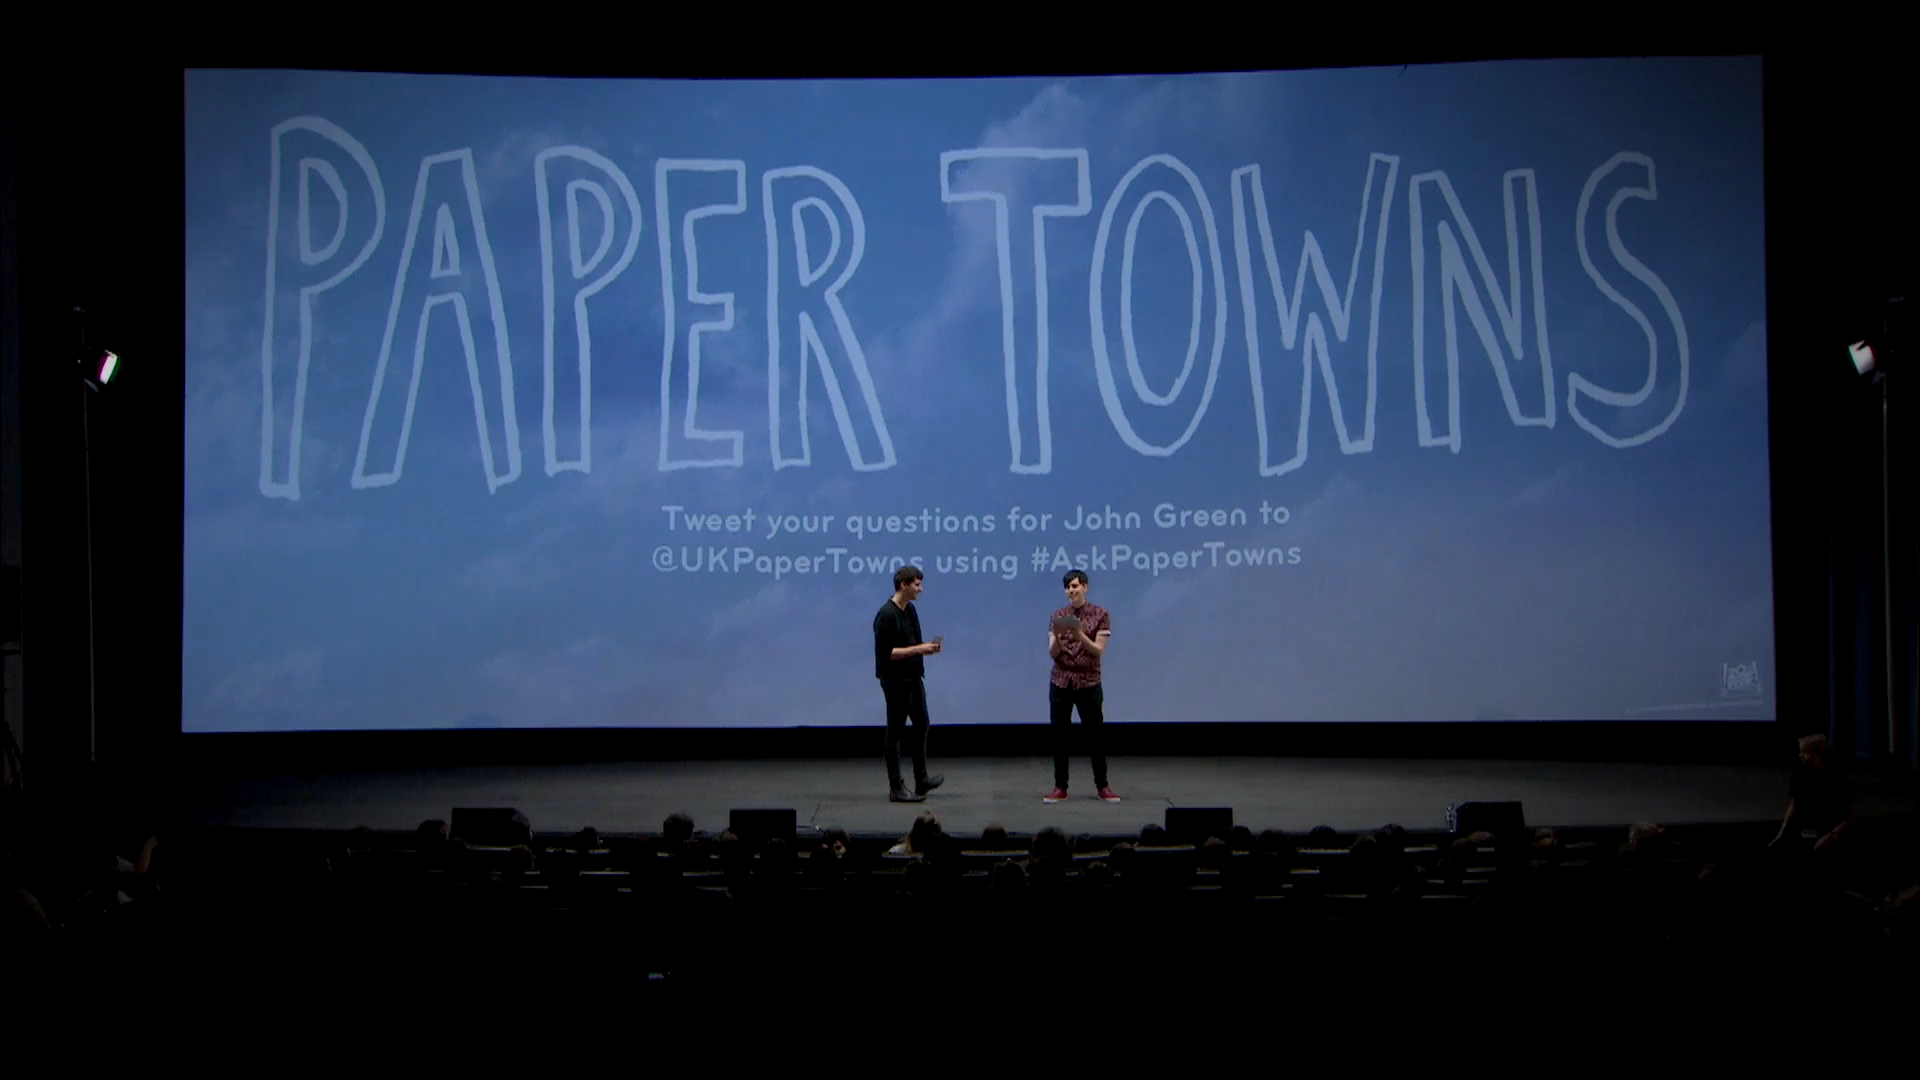 PAPER TOWNS
Tweet your questions for John Green to
@UKPaperTowns using #AskPaperTowns